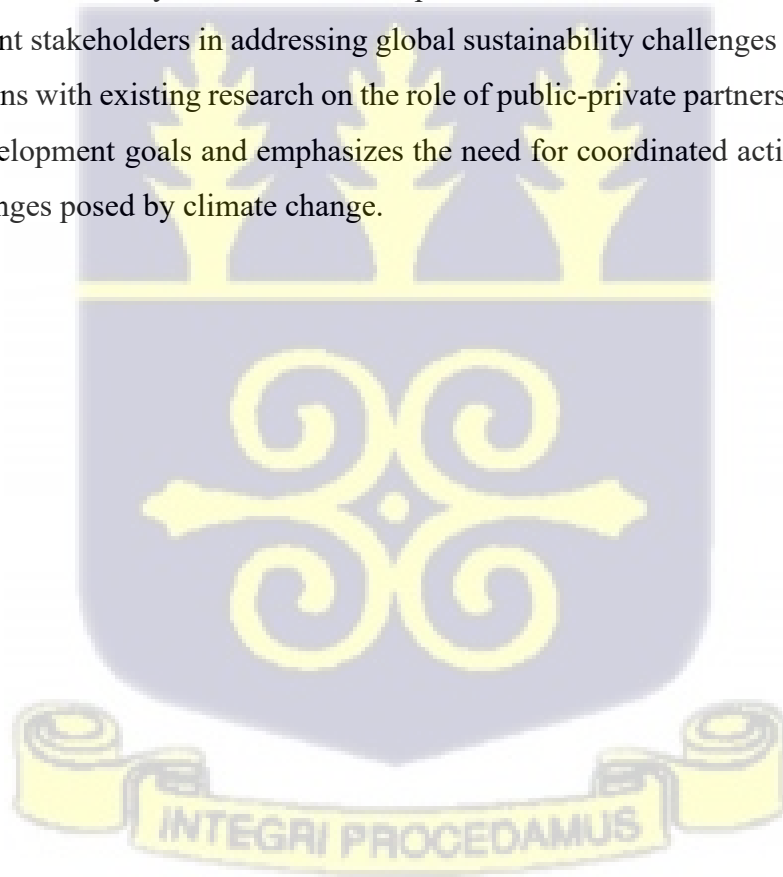 nt stakeholders in addressing global sustainability challenges
ns with existing research on the role of public-private partners
elopment goals and emphasizes the need for coordinated acti
nges posed by climate change.
INTEGRI PROCEDAMUS